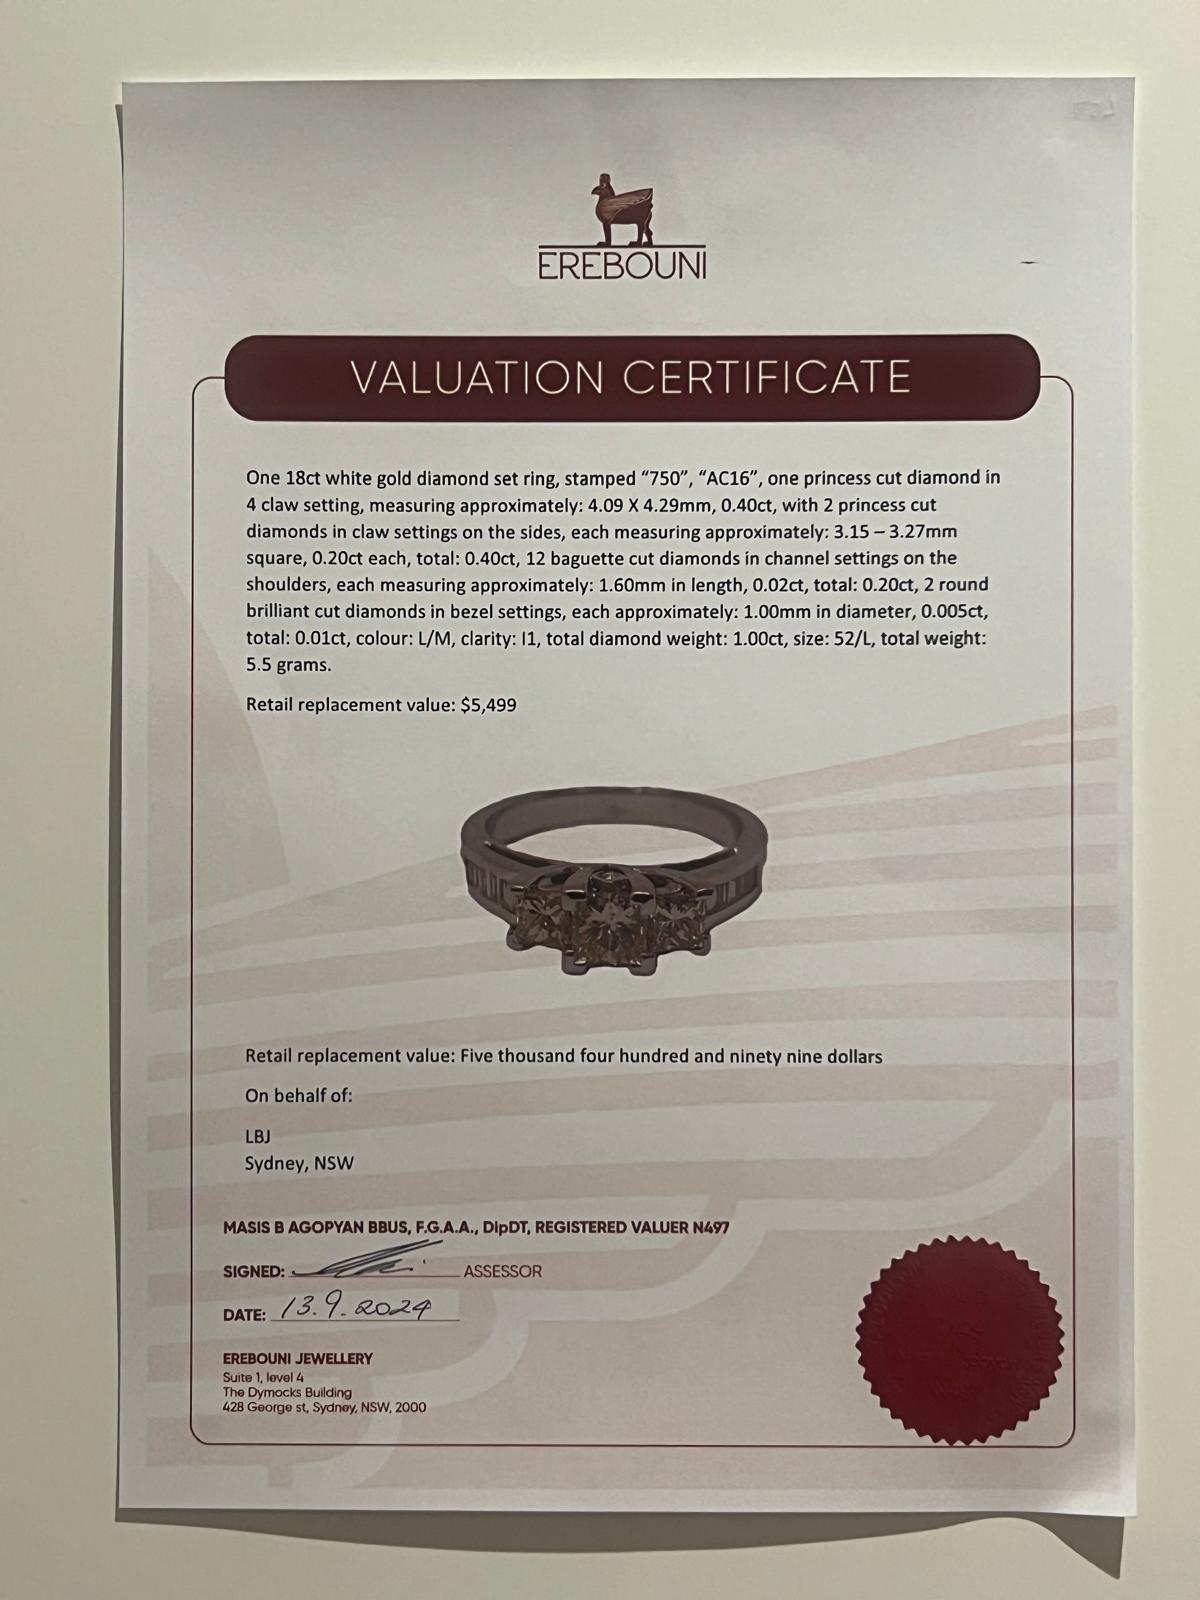 EREBOUNI
VALUATION CERTIFICATE
One 18ct white gold diamond set ring, stamped “750”, “AC16”, one princess cut diamond in
4 claw setting, measuring approximately: 4.09 X 4.29mm, 0.40ct, with 2 princess cut
diamonds in claw settings on the sides, each measuring approximately: 3.15 – 3.27mm
square, 0.20ct each, total: 0.40ct, 12 baguette cut diamonds in channel settings on the
shoulders, each measuring approximately: 1.60mm in length, 0.02ct, total: 0.20ct, 2 round
brilliant cut diamonds in bezel settings, each approximately: 1.00mm in diameter, 0.005ct,
total: 0.01ct, colour: L/M, clarity: I1, total diamond weight: 1.00ct, size: 52/L, total weight:
5.5 grams.
Retail replacement value: $5,499
Retail replacement value: Five thousand four hundred and ninety nine dollars
On behalf of:
LBJ
Sydney, NSW
MASIS B AGOPYAN BBUS, F.G.A.A., DipDT, REGISTERED VALUER N497
SIGNED: ASSESSOR
DATE: 13.9.2024
EREBOUNI JEWELLERY
Suite 1, level 4
The Dymocks Building
428 George st, Sydney, NSW, 2000